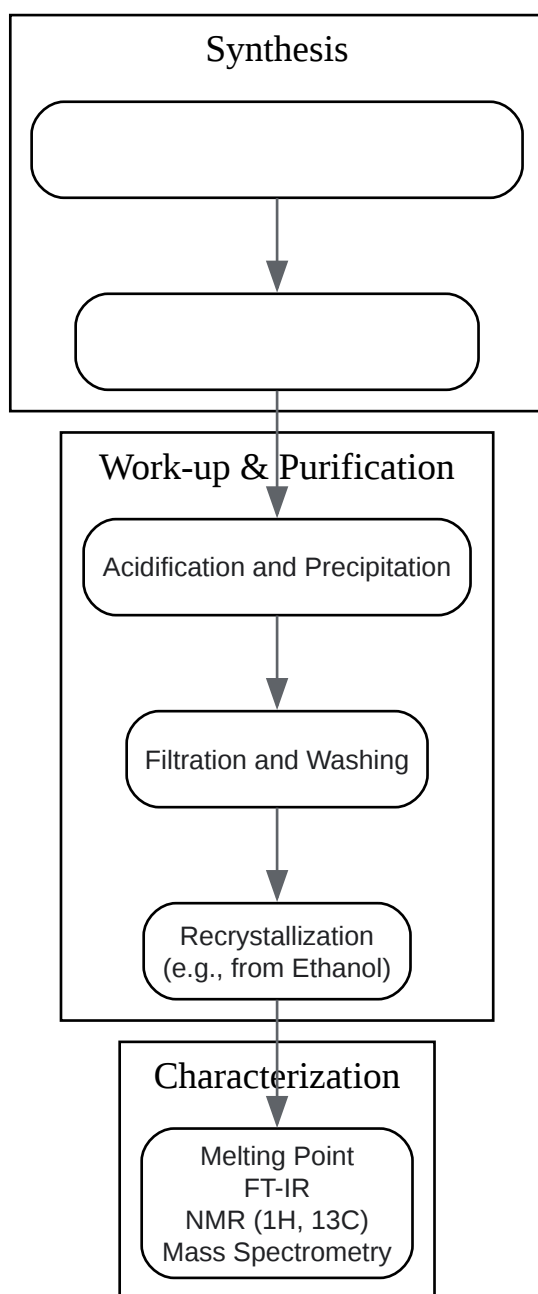 Synthesis
Work-up & Purification
Acidification and Precipitation
Filtration and Washing
Recrystallization
(e.g., from Ethanol)
Characterization
Melting Point
FT-IR
NMR (1H, 13C)
Mass Spectrometry